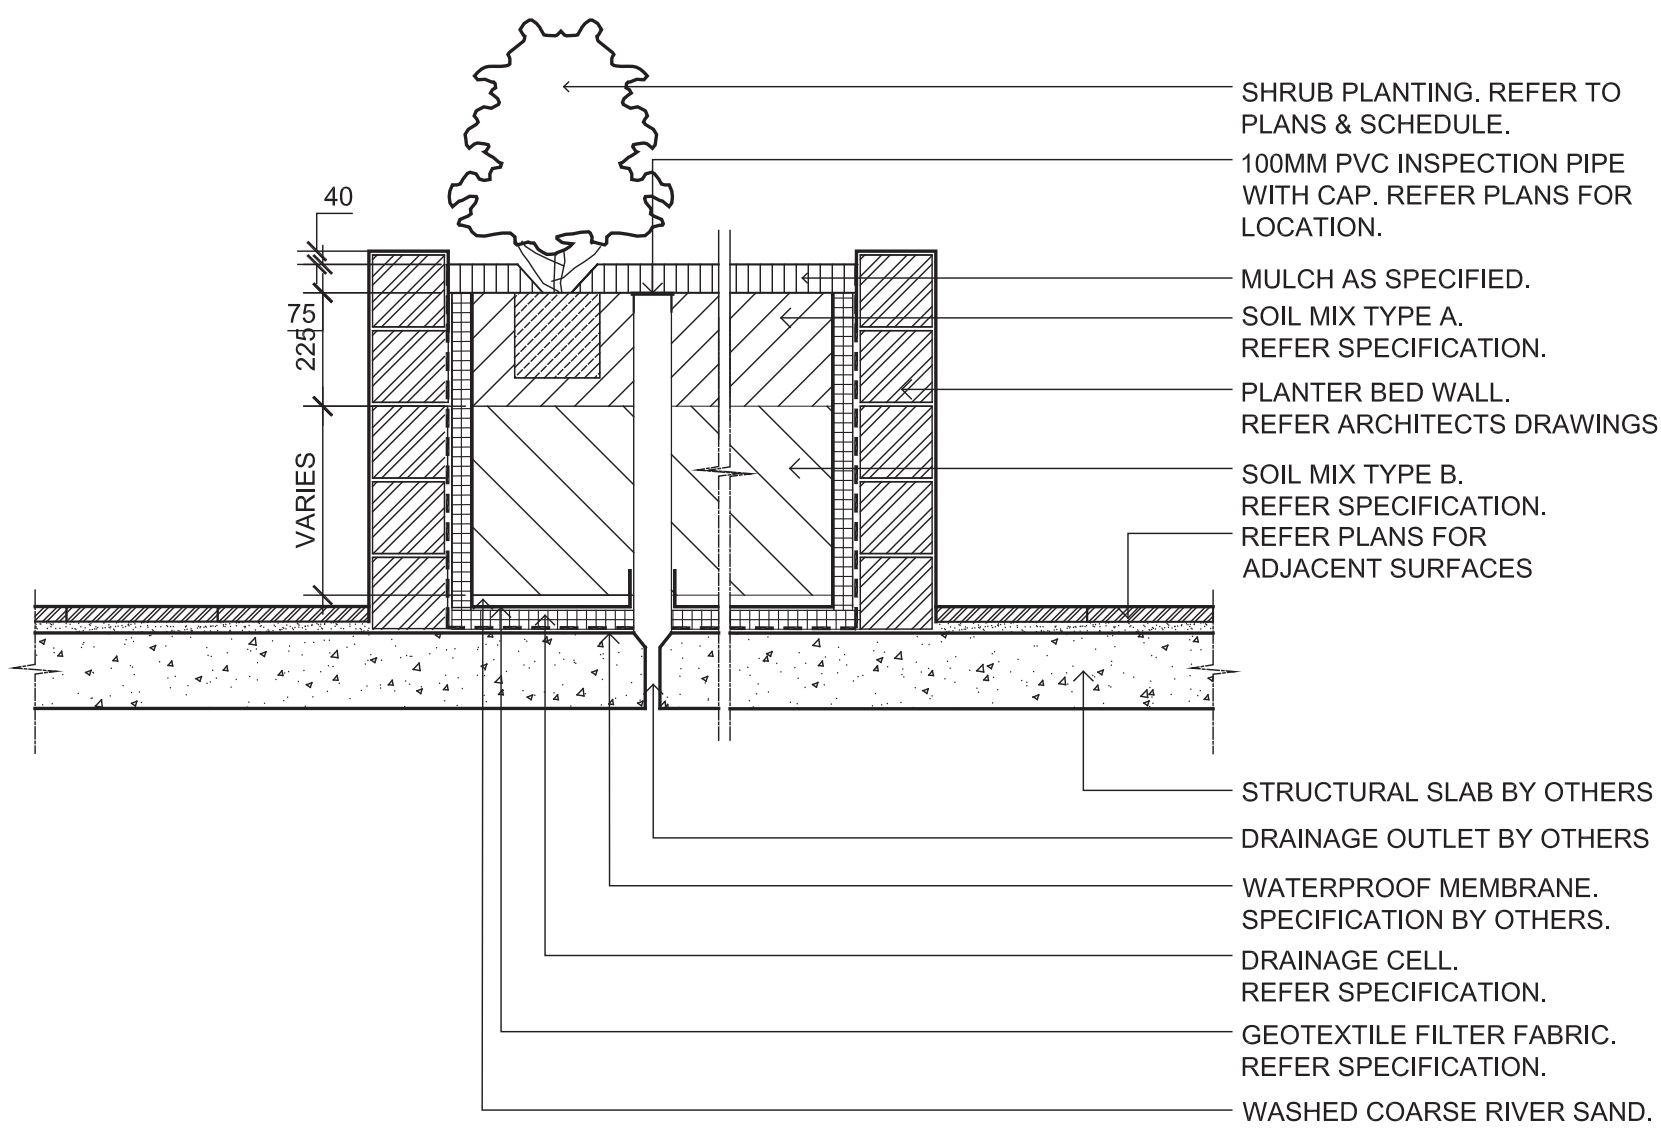 SHRUB PLANTING. REFER TO
PLANS & SCHEDULE.
100MM PVC INSPECTION PIPE
WITH CAP. REFER PLANS FOR
LOCATION.
MULCH AS SPECIFIED.
SOIL MIX TYPE A.
REFER SPECIFICATION.
PLANTER BED WALL.
REFER ARCHITECTS DRAWINGS
SOIL MIX TYPE B.
REFER SPECIFICATION.
REFER PLANS FOR
ADJACENT SURFACES
STRUCTURAL SLAB BY OTHERS
DRAINAGE OUTLET BY OTHERS
WATERPROOF MEMBRANE.
SPECIFICATION BY OTHERS.
DRAINAGE CELL.
REFER SPECIFICATION.
GEOTEXTILE FILTER FABRIC.
REFER SPECIFICATION.
WASHED COARSE RIVER SAND.
40
75
225
VARIES